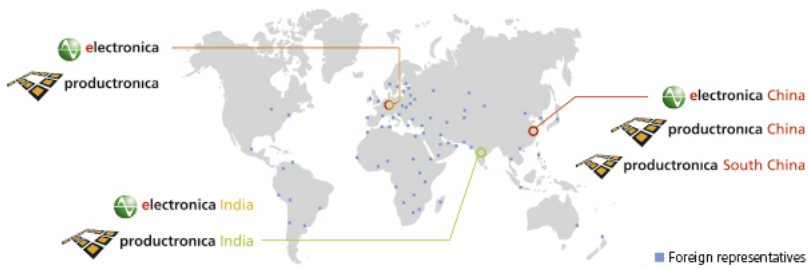 electronica
productronica
electronica China
productronica China
productronica South China
electronica India
productronica India
Foreign representatives